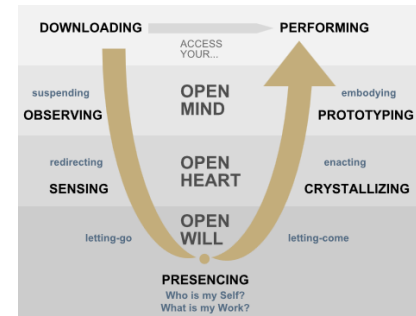 DOWNLOADING
PERFORMING
ACCESS
YOUR...
suspending
OPEN
MIND
embodying
OBSERVING
PROTOTYPING
redirecting
OPEN
HEART
enacting
SENSING
CRYSTALLIZING
OPEN
WILL
letting-go
letting-come
PRESENCING
Who is my Self?
What is my Work?